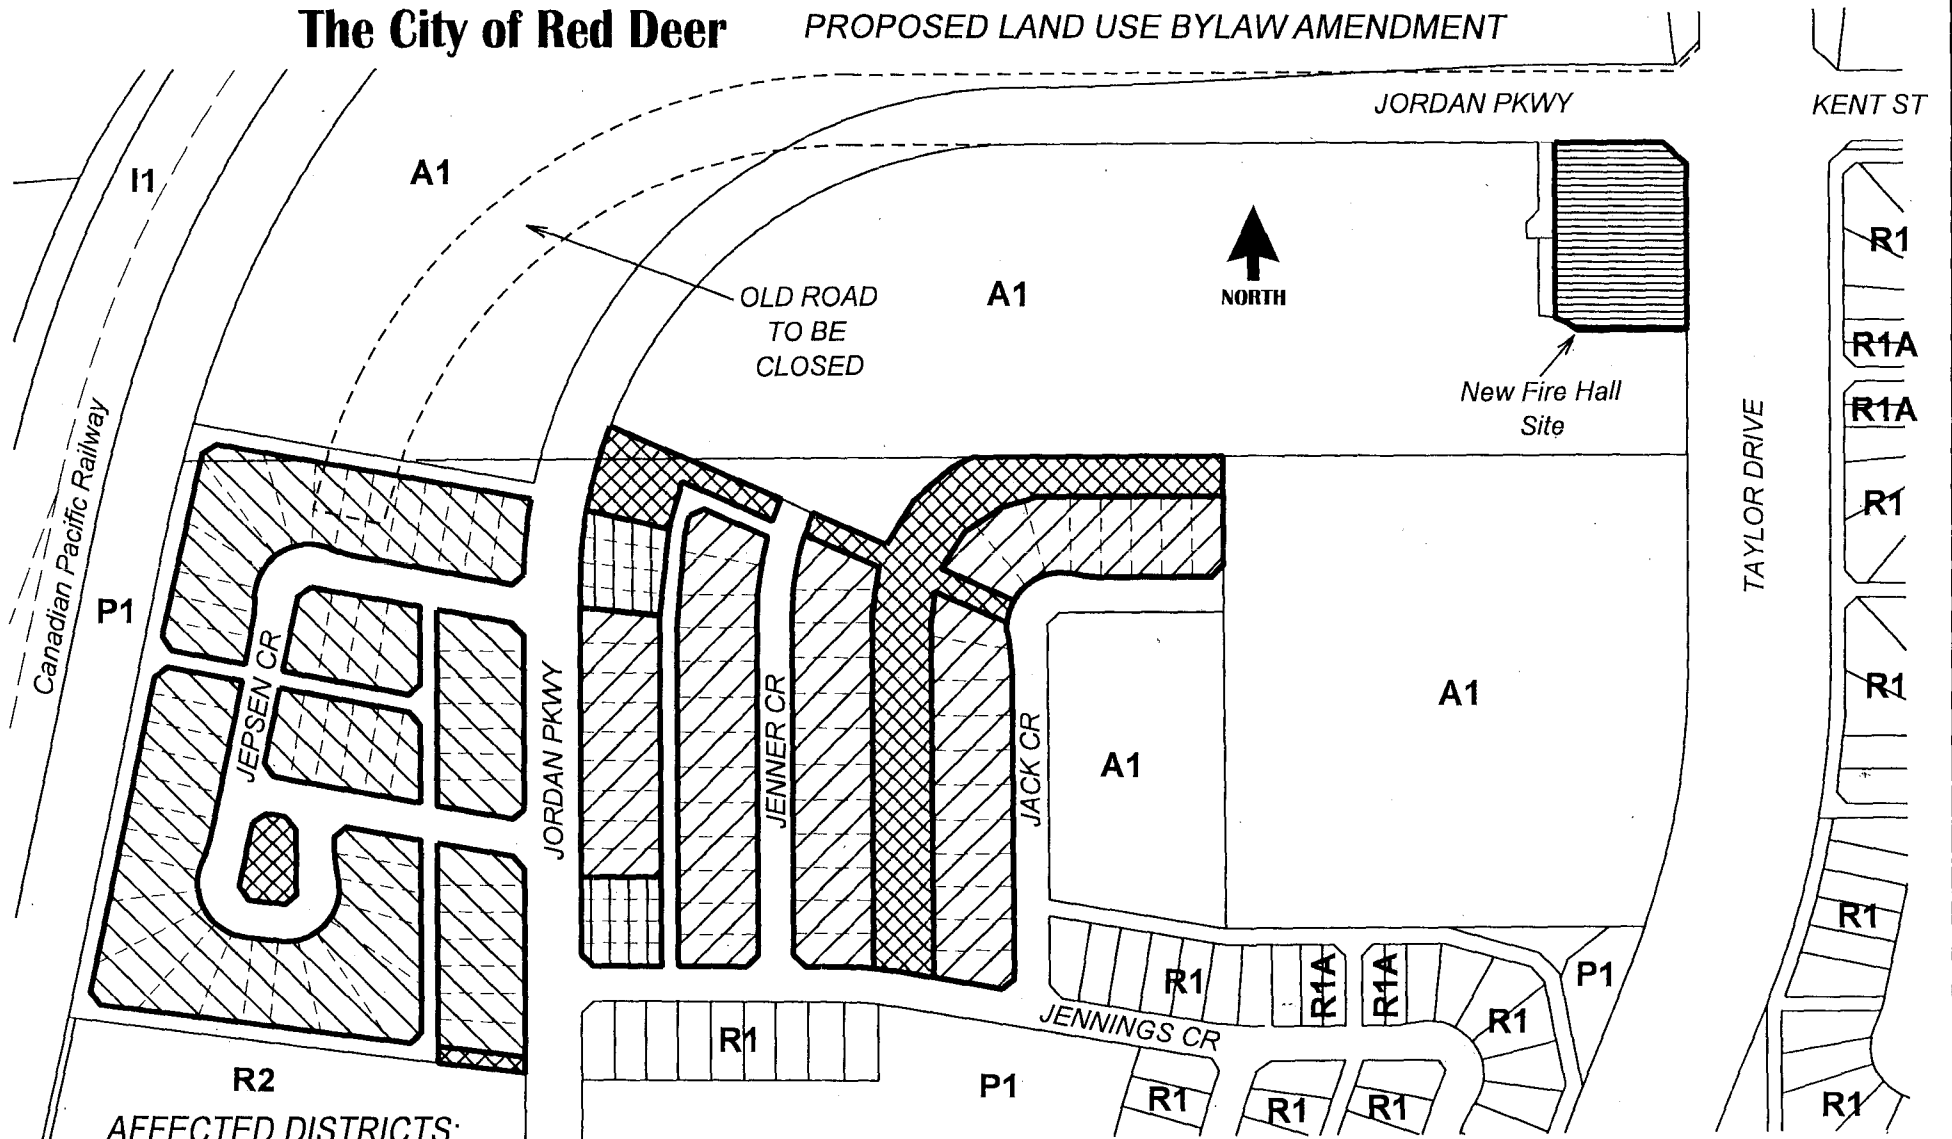 The City of Red Deer PROPOSED LAND USE BYLAW AMENDMENT
JORDAN PKWY
KENT ST
I1
A1
R1
OLD ROAD
TO BE
CLOSED
A1
NORTH
R1A
New Fire Hall
Site
R1A
Canadian Pacific Railway
TAYLOR DRIVE
R1
P1
JEPSEN CR
JORDAN PKWY
JENNER CR
JACK CR
A1
A1
R1
R1
R1
R1A
R1A
P1
R1
JENNINGS CR
R1
R2
P1
R1
R1
R1
R1
AFFECTED DISTRICTS: